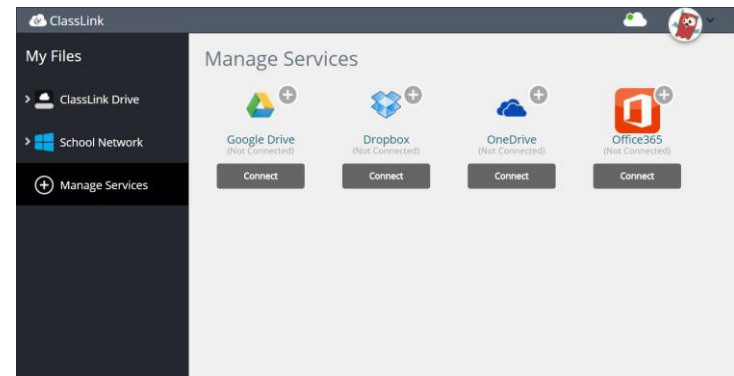 ClassLink
My Files
ClassLink Drive
School Network
Manage Services
Manage Services
Google Drive
(Not Connected)
Connect
Dropbox
(Not Connected)
Connect
OneDrive
(Not Connected)
Connect
Office365
(Not Connected)
Connect